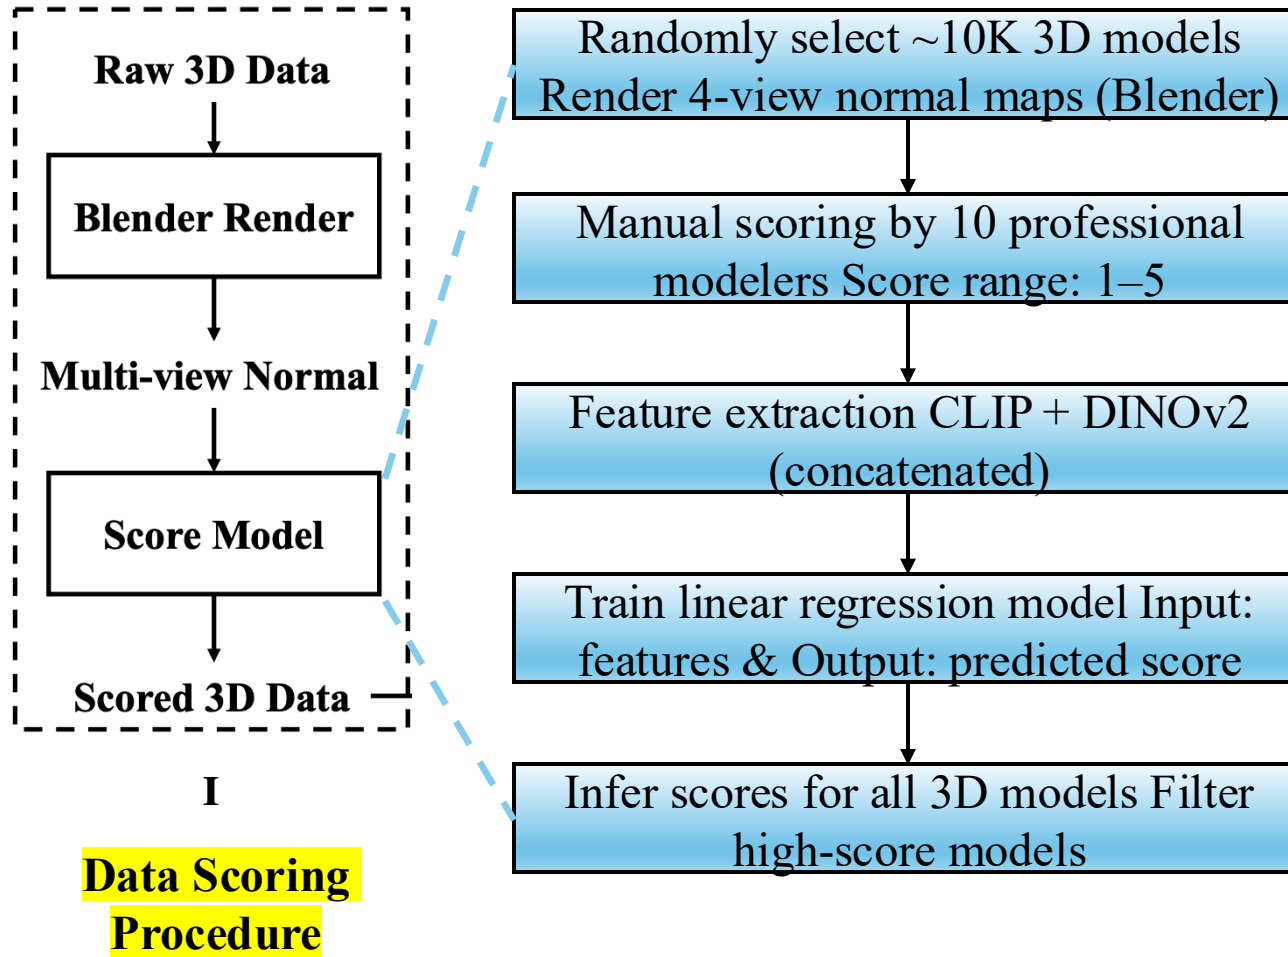 Raw 3D Data
Blender Render
Multi-view Normal
Score Model
Scored 3D Data
I
Data Scoring
Procedure
Randomly select ~10K 3D models
Render 4-view normal maps (Blender)
Manual scoring by 10 professional
modelers Score range: 1–5
Feature extraction CLIP + DINOv2
(concatenated)
Train linear regression model Input:
features & Output: predicted score
Infer scores for all 3D models Filter
high-score models